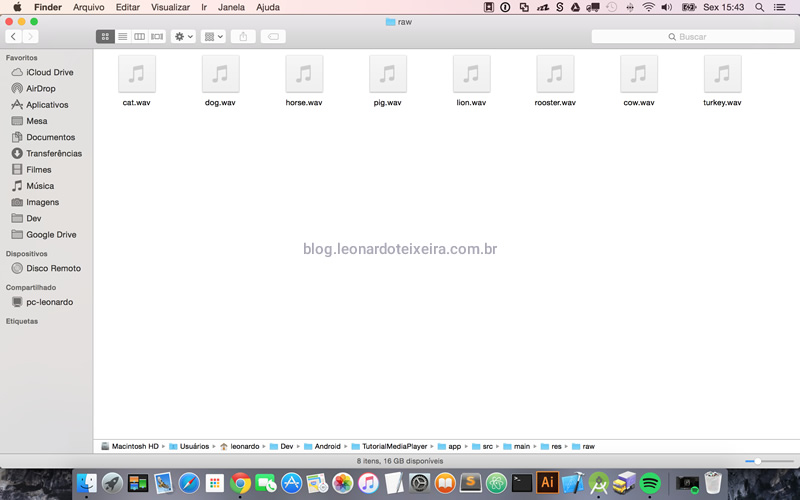 Finder Arquivo Editar Visualizar Ir Janela Ajuda Sex 15:43
raw
Buscar
Favoritos
iCloud Drive
AirDrop
Aplicativos
Mesa
Documentos
Transferências
Filmes
Música
Imagens
Dev
Google Drive
Dispositivos
Disco Remoto
Compartilhado
pc-leonardo
Etiquetas
cat.wav dog.wav horse.wav pig.wav lion.wav rooster.wav cow.wav turkey.wav
blog.leonardoteixeira.com.br
Macintosh HD Usuários leonardo Dev Android TutorialMediaPlayer app src main res raw
8 itens, 16 GB disponíveis
Ai